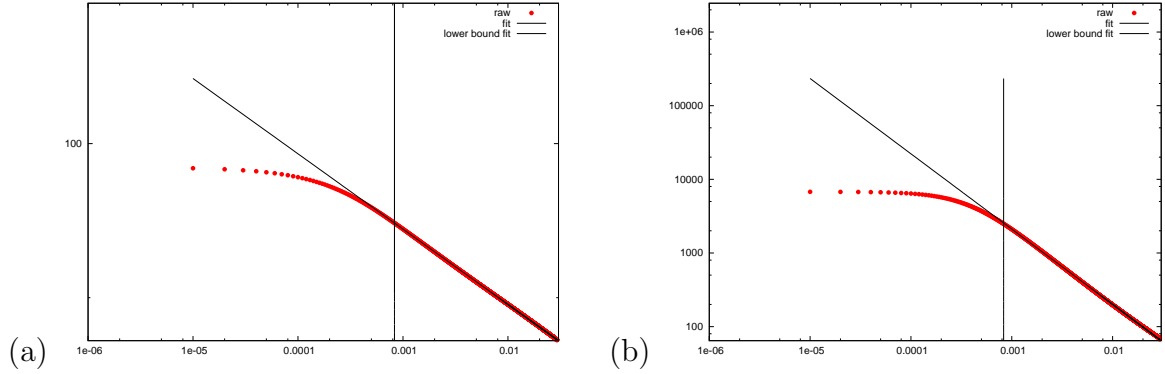 raw
fit
lower bound fit
100
1e-06 1e-05 0.0001 0.001 0.01
(a)
raw
fit
lower bound fit
1e+06
100000
10000
1000
100
1e-06 1e-05 0.0001 0.001 0.01
(b)